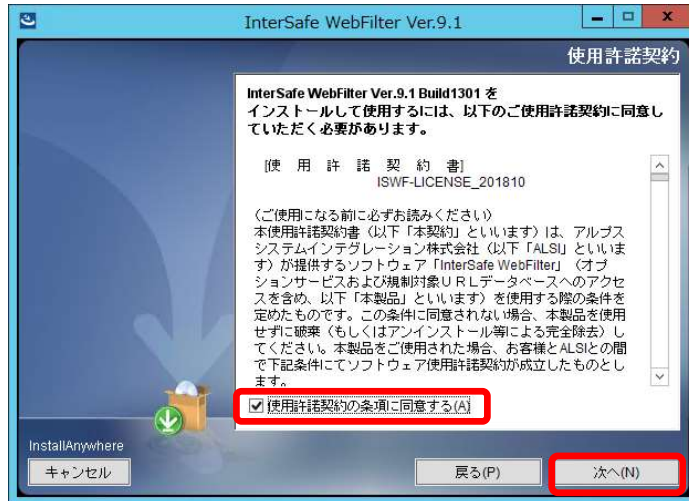 InterSafe WebFilter Ver.9.1
使用許諾契約
InterSafe WebFilter Ver.9.1 Build1301 を
インストールして使用するには、以下のご使用許諾契約に同意し
ていただく必要があります。
[使 用 許 諾 契 約 書]
ISWF-LICENSE_201810
(ご使用になる前に必ずお読みください)
本使用許諾契約書（以下「本契約」といいます）は、アルプス
システムインテグレーション株式会社（以下「ALSI」といいま
す）が提供するソフトウェア「InterSafe WebFilter」（オプ
ションサービスおよび規制対象ＵＲＬデータベースへのアクセ
スを含め、以下「本製品」といいます）を使用する際の条件を
定めたものです。この条件に同意されない場合、本製品を使用
せずに破棄（もしくはアンインストール等による完全除去）し
てください。本製品をご使用された場合、お客様とALSIとの間
で下記条件にてソフトウェア使用許諾契約が成立したものとし
ます。
使用許諾契約の条項に同意する(A)
InstallAnywhere
キャンセル
戻る(P)
次へ(N)